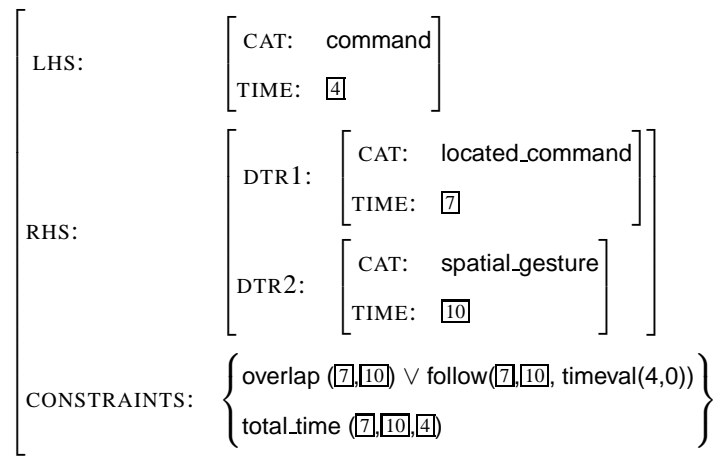 LHS:
CAT: command
TIME: 4
RHS:
DTR1:
CAT: located_command
TIME: 7
DTR2:
CAT: spatial_gesture
TIME: 10
CONSTRAINTS:
overlap (7,10) ∨ follow(7,10, timeval(4,0))
total_time (7,10,4)